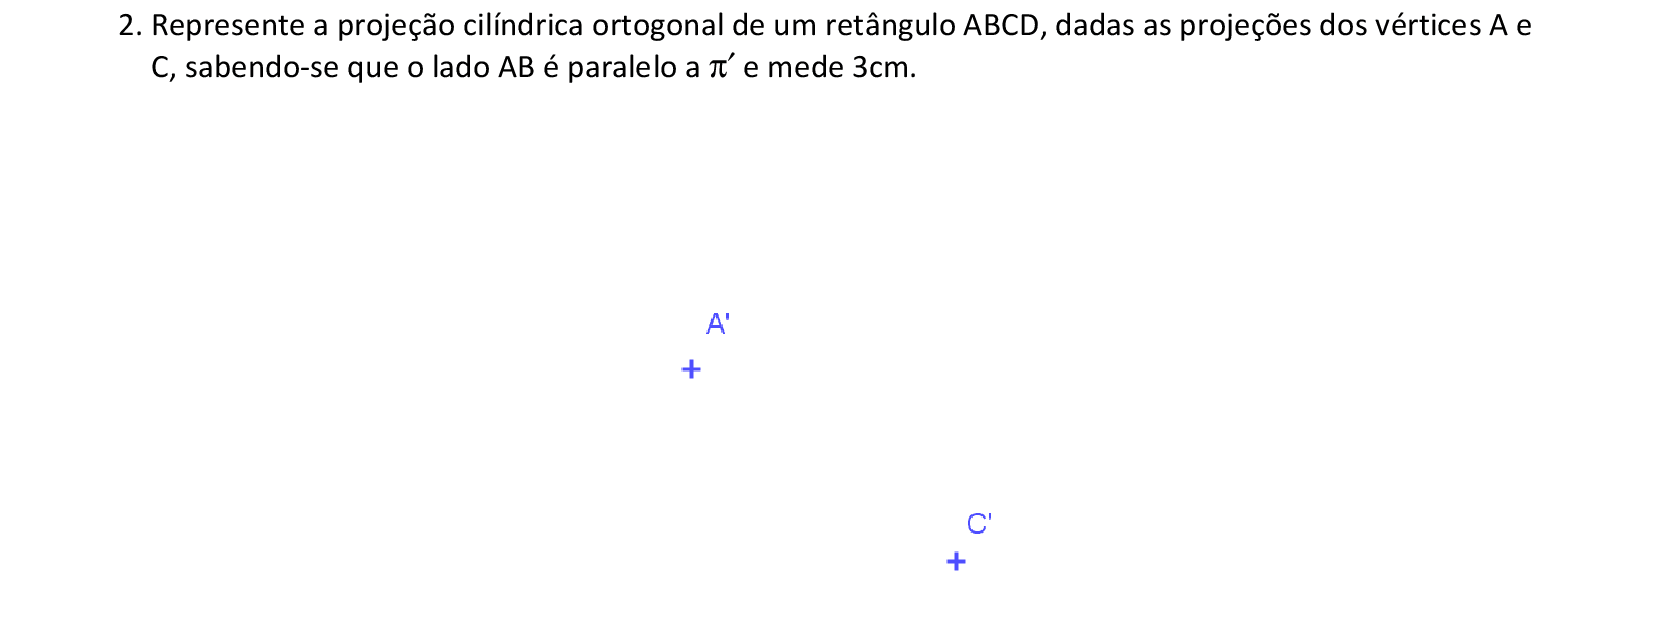 2. Represente a projeção cilíndrica ortogonal de um retângulo ABCD, dadas as projeções dos vértices A e
C, sabendo-se que o lado AB é paralelo a π′ e mede 3cm.
A'
C'